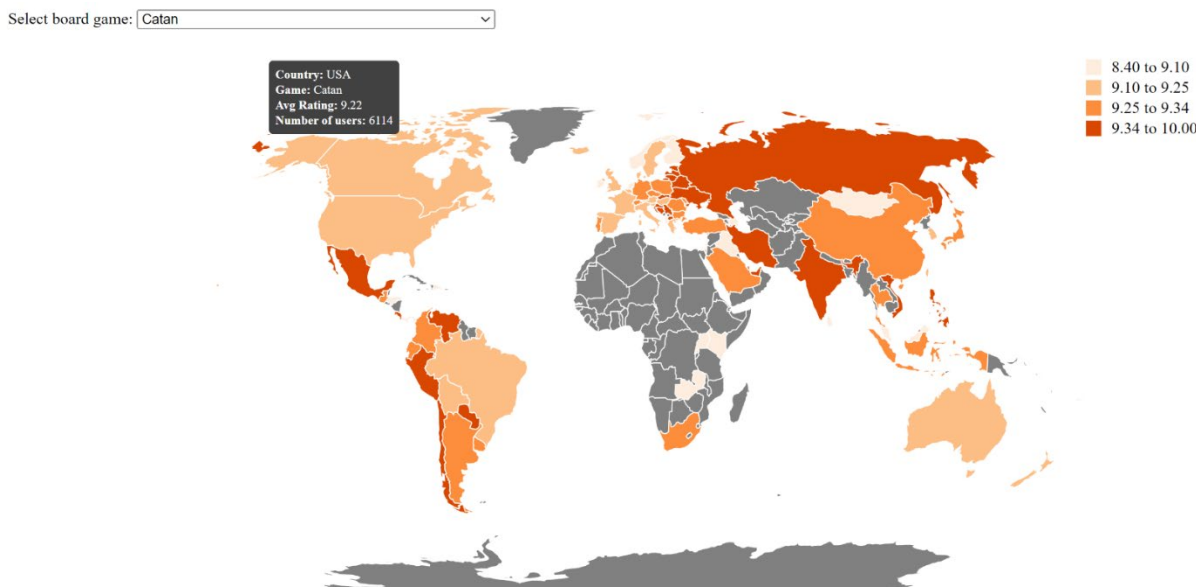 Select board game: Catan
Country: USA
Game: Catan
Avg Rating: 9.22
Number of users: 6114
8.40 to 9.10
9.10 to 9.25
9.25 to 9.34
9.34 to 10.00